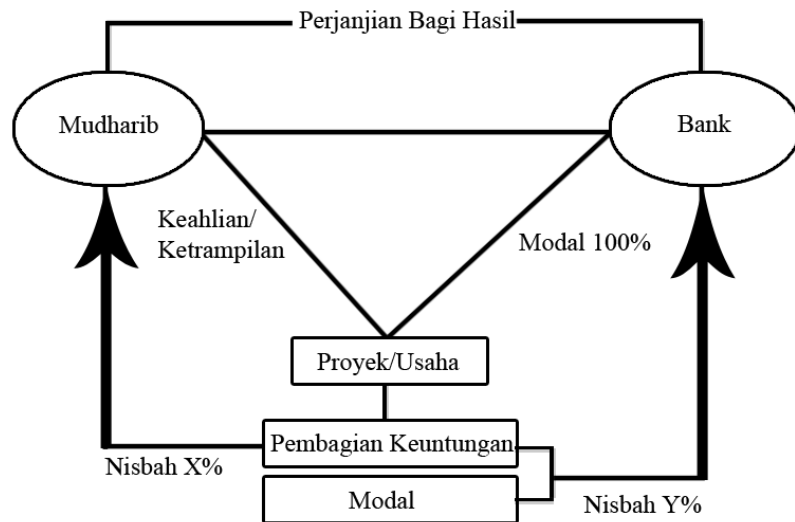 Perjanjian Bagi Hasil
Mudharib
Bank
Keahlian/
Ketrampilan
Modal 100%
Proyek/Usaha
Pembagian Keuntungan
Nisbah X%
Modal
Nisbah Y%